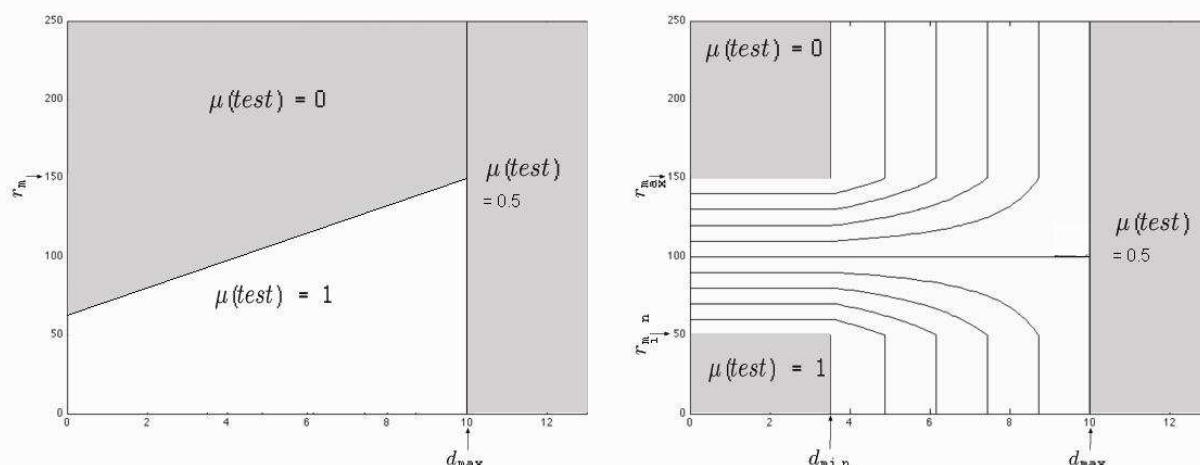 250
200
150
100
50
0
r_m
μ(test) = 0
μ(test) = 1
μ(test)
= 0.5
0 2 4 6 8 10 12
d_max
250
200
150
100
50
0
r_max
r_min
μ(test) = 0
μ(test) = 1
μ(test)
= 0.5
0 2 4 6 8 10 12
d_min
d_max